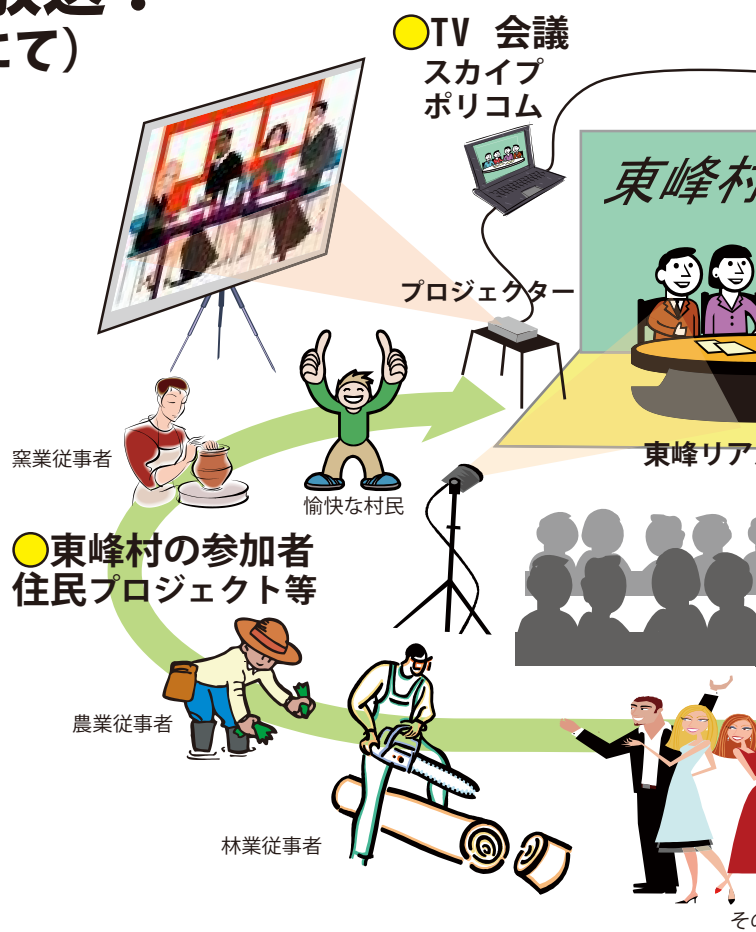 にて）
●TV 会議
スカイプ
ポリコム
東峰村
プロジェクター
窯業従事者
愉快な村民
東峰リア
●東峰村の参加者
住民プロジェクト等
農業従事者
林業従事者
その